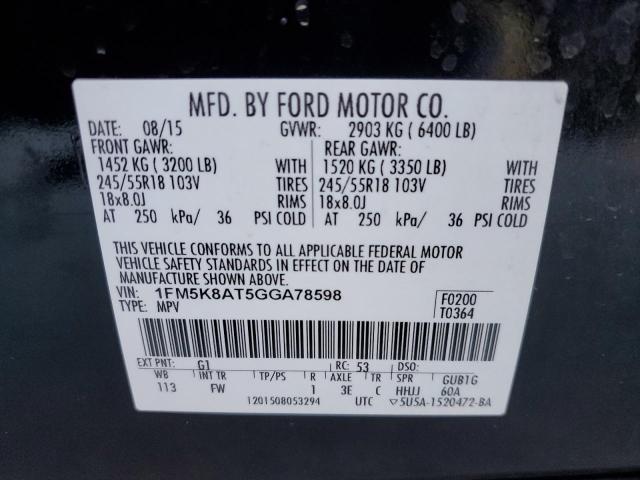 MFD. BY FORD MOTOR CO.
DATE: 08/15 GVWR: 2903 KG ( 6400 LB)
FRONT GAWR: REAR GAWR:
1452 KG ( 3200 LB) WITH 1520 KG ( 3350 LB) WITH
245/55R18 103V TIRES 245/55R18 103V TIRES
18x8.0J RIMS 18x8.0J RIMS
AT 250 kPa/ 36 PSI COLD AT 250 kPa/ 36 PSI COLD
THIS VEHICLE CONFORMS TO ALL APPLICABLE FEDERAL MOTOR
VEHICLE SAFETY STANDARDS IN EFFECT ON THE DATE OF
MANUFACTURE SHOWN ABOVE.
VIN: 1FM5K8AT5GGA78598 F0200
TYPE: MPV T0364
EXT PNT: G1 RC: 53 DSO:
WB INT TR TP/PS R AXLE TR SPR GUB1G
113 FW 1 3E C HHJJ 60A
1201508053294 UTC ▽5U5A-1520472-BA